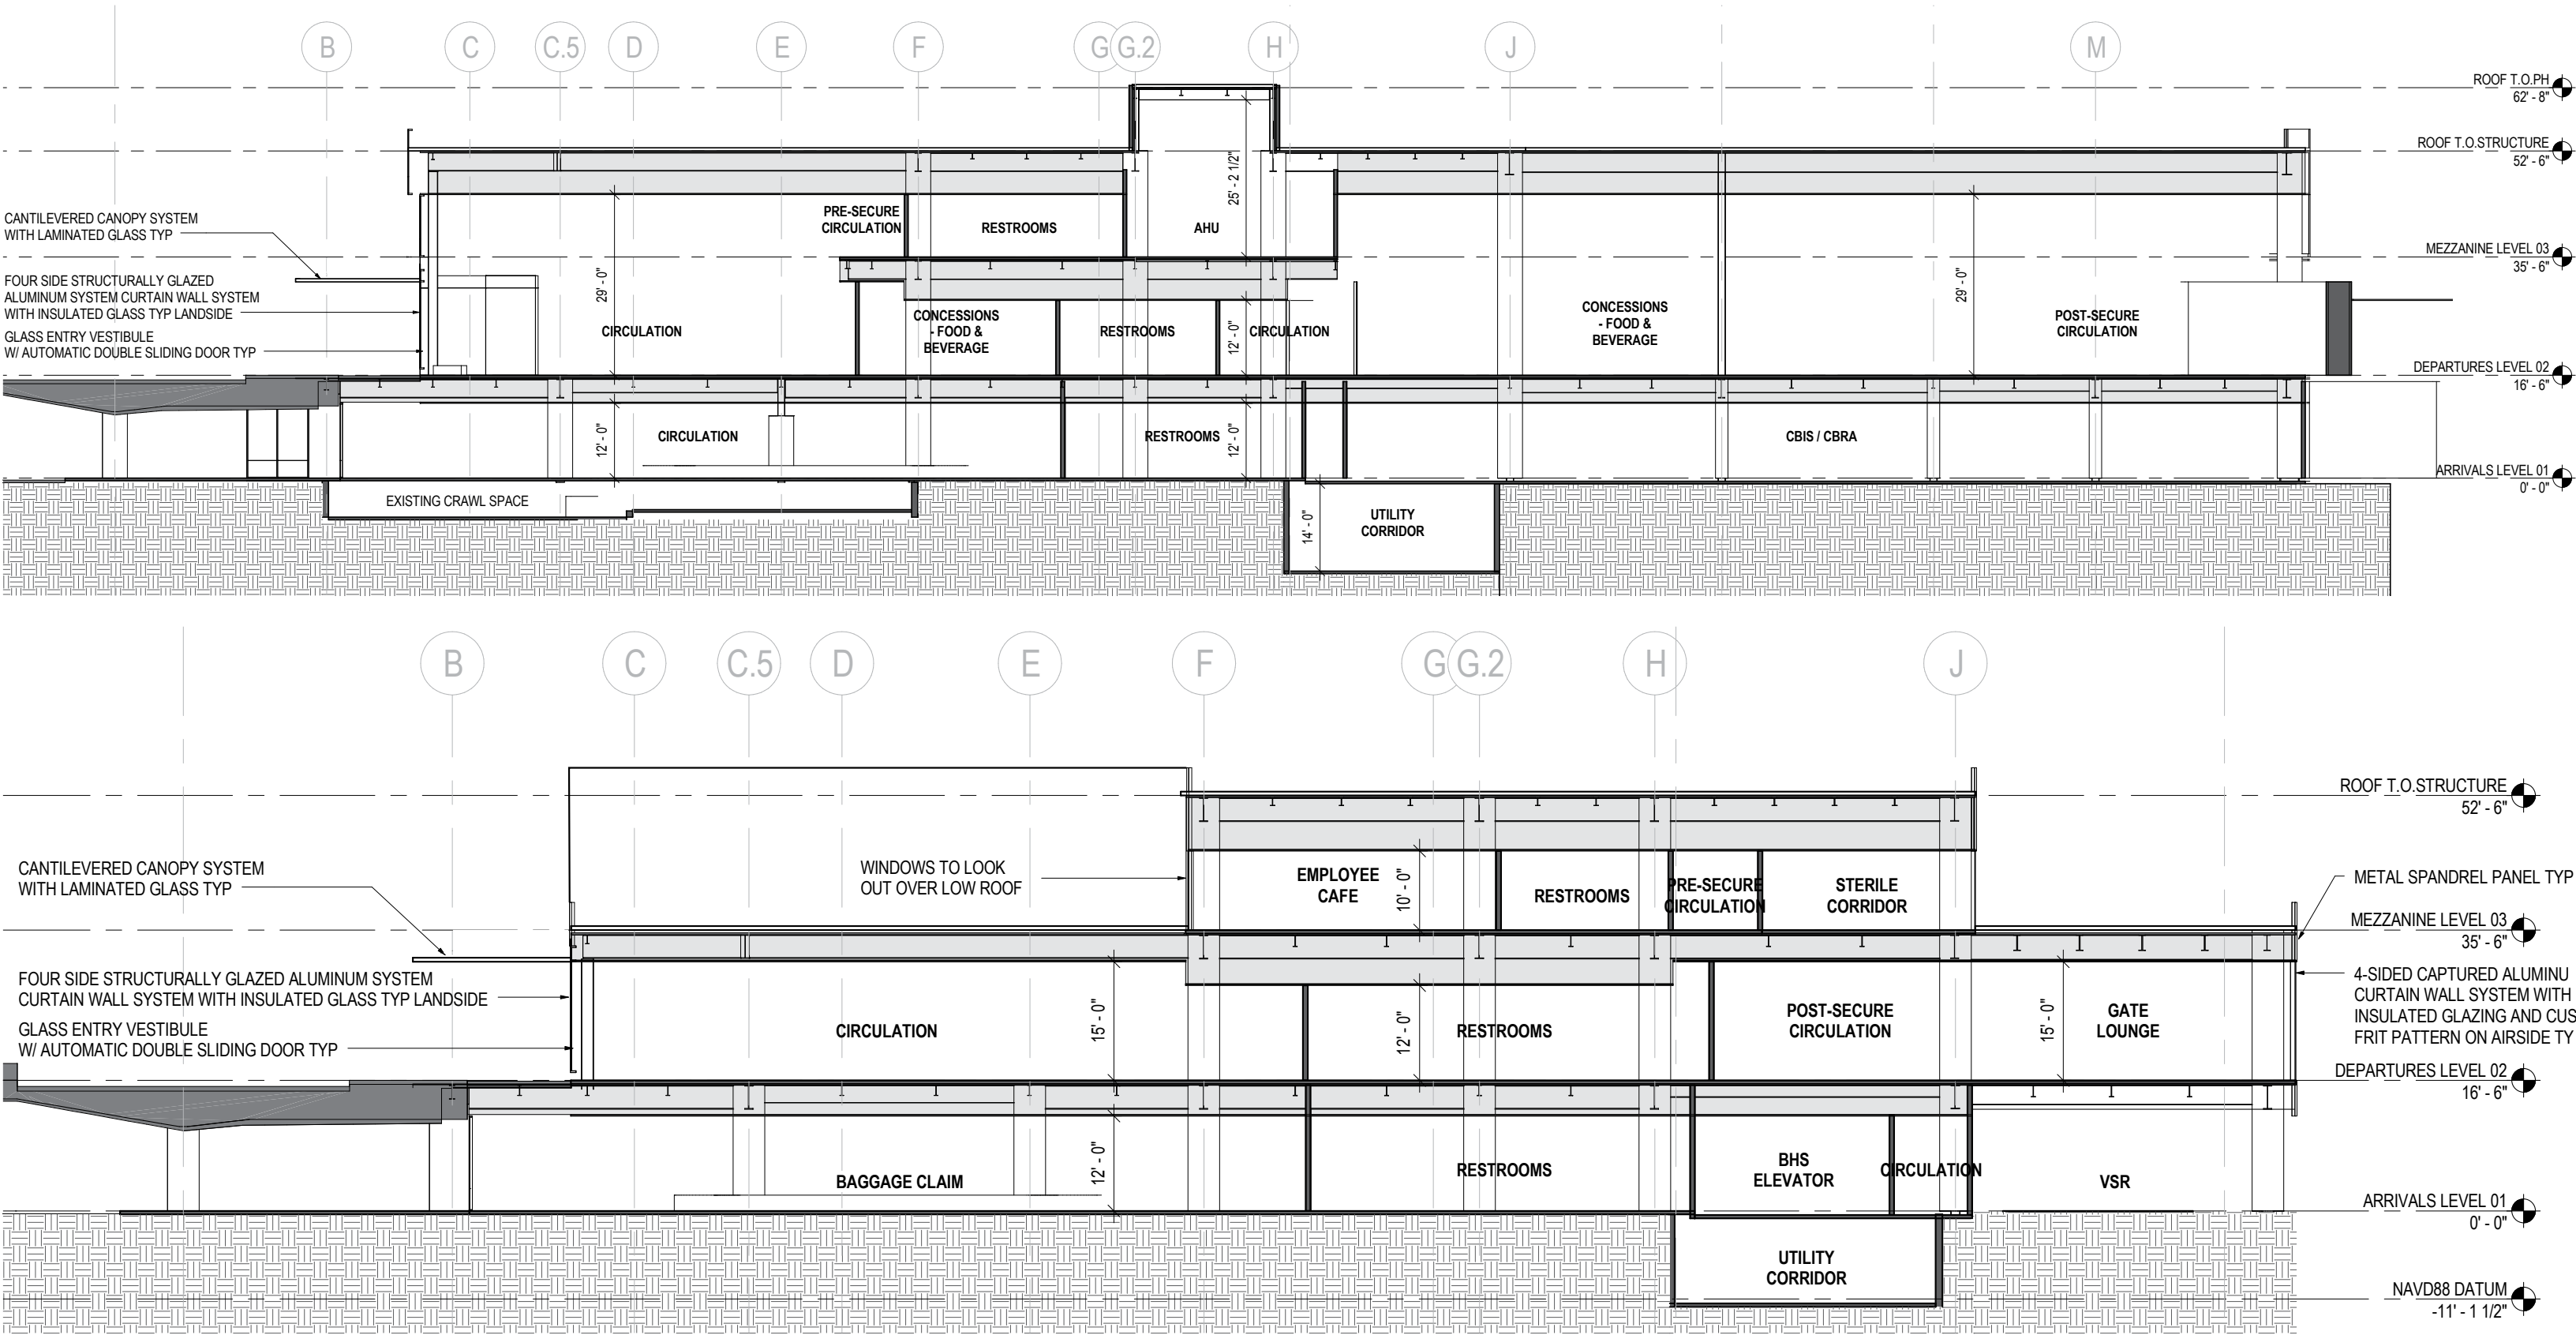 B
C
C.5
D
E
F
G
G.2
H
J
M
ROOF T.O.PH
62' - 8"
ROOF T.O.STRUCTURE
52' - 6"
25' - 2 1/2"
CANTILEVERED CANOPY SYSTEM
WITH LAMINATED GLASS TYP
PRE-SECURE
CIRCULATION
RESTROOMS
AHU
MEZZANINE LEVEL 03
35' - 6"
FOUR SIDE STRUCTURALLY GLAZED
ALUMINUM SYSTEM CURTAIN WALL SYSTEM
WITH INSULATED GLASS TYP LANDSIDE
GLASS ENTRY VESTIBULE
W/ AUTOMATIC DOUBLE SLIDING DOOR TYP
29' - 0"
CIRCULATION
CONCESSIONS
- FOOD &
BEVERAGE
RESTROOMS
12' - 0"
CIRCULATION
CONCESSIONS
- FOOD &
BEVERAGE
29' - 0"
POST-SECURE
CIRCULATION
DEPARTURES LEVEL 02
16' - 6"
12' - 0"
CIRCULATION
RESTROOMS
12' - 0"
CBIS / CBRA
ARRIVALS LEVEL 01
0' - 0"
EXISTING CRAWL SPACE
14' - 0"
UTILITY
CORRIDOR
B
C
C.5
D
E
F
G
G.2
H
J
ROOF T.O.STRUCTURE
52' - 6"
CANTILEVERED CANOPY SYSTEM
WITH LAMINATED GLASS TYP
WINDOWS TO LOOK
OUT OVER LOW ROOF
EMPLOYEE
CAFE
10' - 0"
RESTROOMS
PRE-SECURE
CIRCULATION
STERILE
CORRIDOR
METAL SPANDREL PANEL TYP
MEZZANINE LEVEL 03
35' - 6"
FOUR SIDE STRUCTURALLY GLAZED ALUMINUM SYSTEM
CURTAIN WALL SYSTEM WITH INSULATED GLASS TYP LANDSIDE
GLASS ENTRY VESTIBULE
W/ AUTOMATIC DOUBLE SLIDING DOOR TYP
CIRCULATION
15' - 0"
12' - 0"
RESTROOMS
POST-SECURE
CIRCULATION
15' - 0"
GATE
LOUNGE
4-SIDED CAPTURED ALUMINU
CURTAIN WALL SYSTEM WITH
INSULATED GLAZING AND CUS
FRIT PATTERN ON AIRSIDE TY
DEPARTURES LEVEL 02
16' - 6"
BAGGAGE CLAIM
12' - 0"
RESTROOMS
BHS
ELEVATOR
CIRCULATION
VSR
ARRIVALS LEVEL 01
0' - 0"
UTILITY
CORRIDOR
NAVD88 DATUM
-11' - 1 1/2"